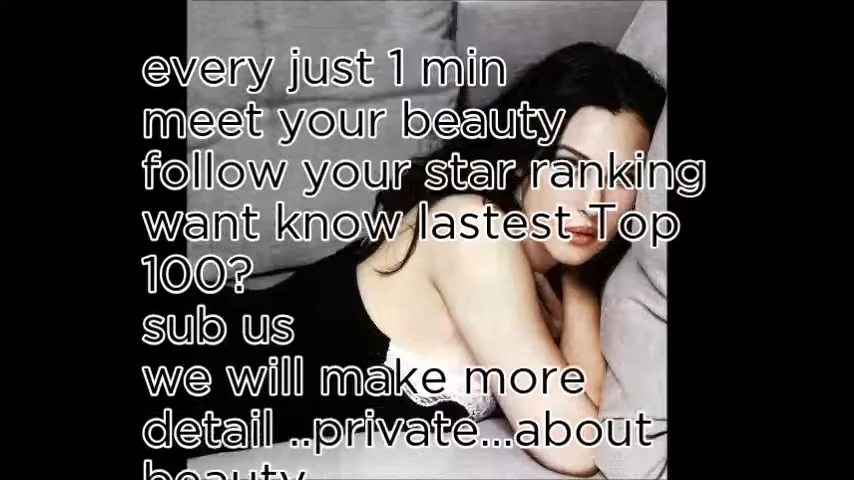 every just 1 min
meet your beauty
follow your star ranking
want know lastest Top
100?
sub us
we will make more
detail ..private...about
beauty